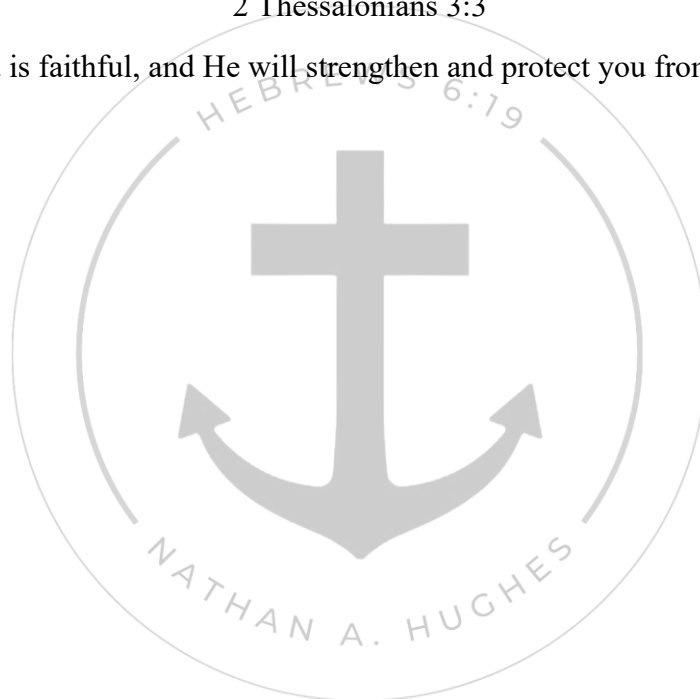 2 Thessalonians 3:3
is faithful, and He will strengthen and protect you from
HEBREWS 6:19
NATHAN A. HUGHES